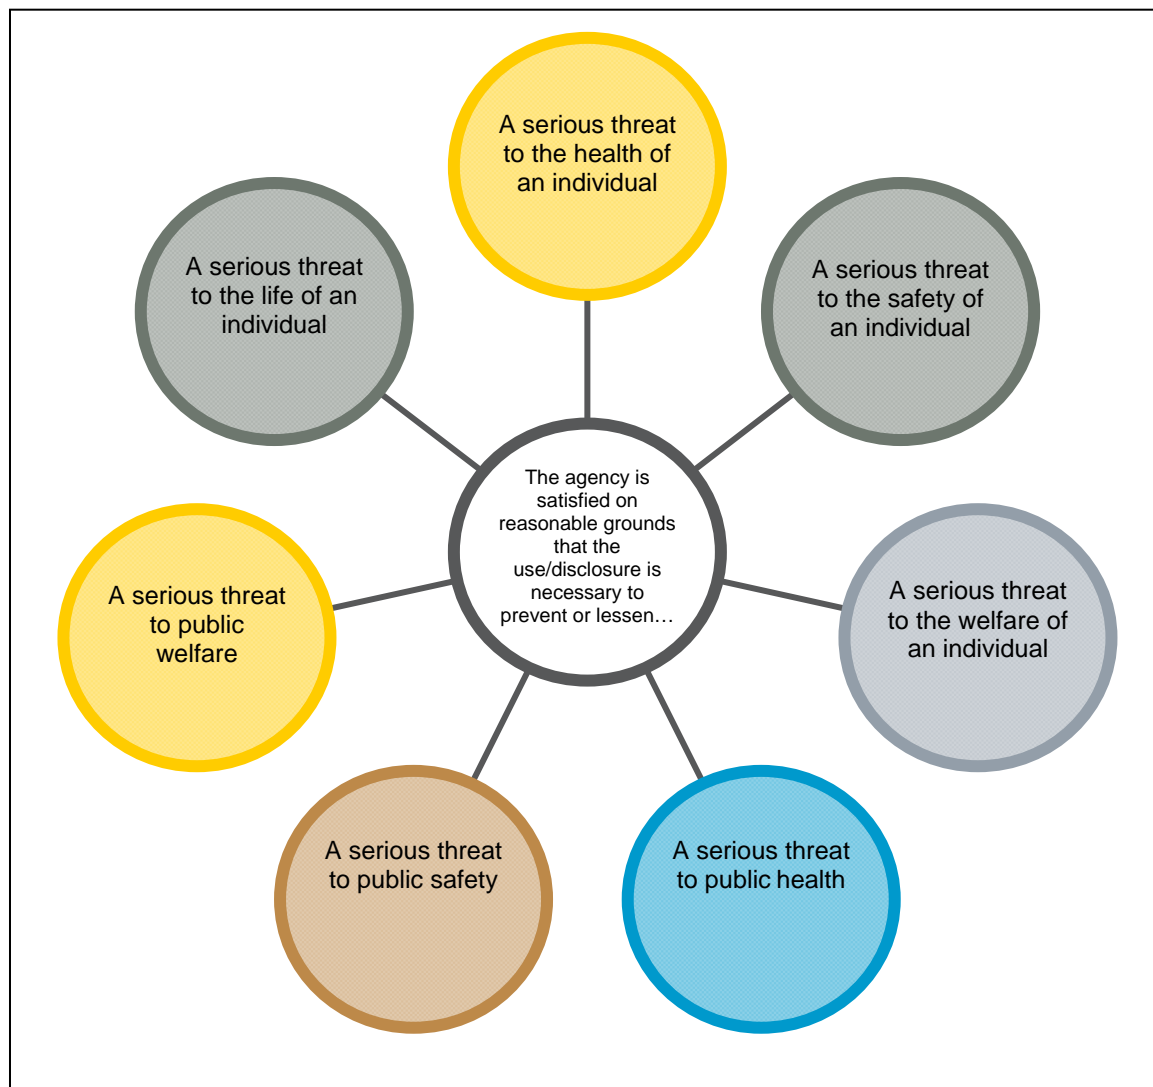 A serious threat
to the health of
an individual
A serious threat
to the safety of
an individual
A serious threat
to the welfare of
an individual
A serious threat
to public health
A serious threat
to public safety
A serious threat
to public
welfare
A serious threat
to the life of an
individual
The agency is
satisfied on
reasonable grounds
that the
use/disclosure is
necessary to
prevent or lessen…